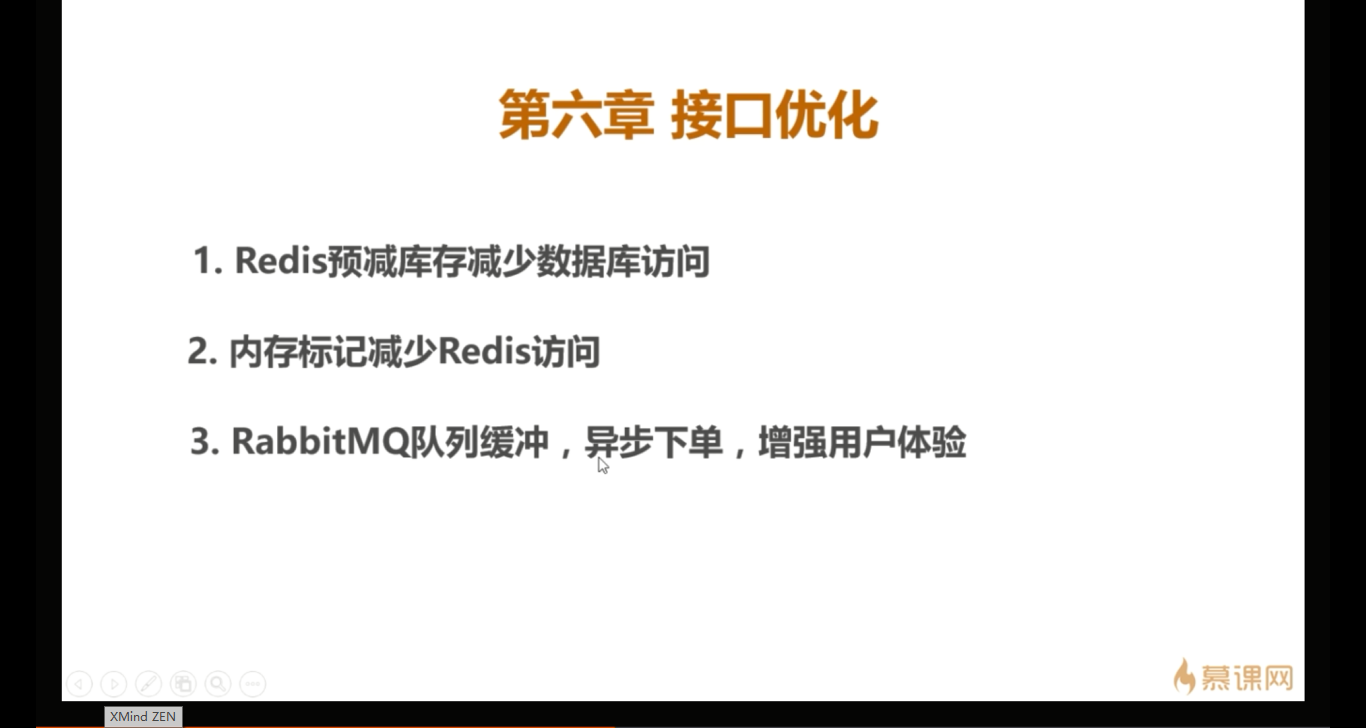 第六章 接口优化
1. Redis预减库存减少数据库访问
2. 内存标记减少Redis访问
3. RabbitMQ队列缓冲，异步下单，增强用户体验
慕课网
XMind ZEN